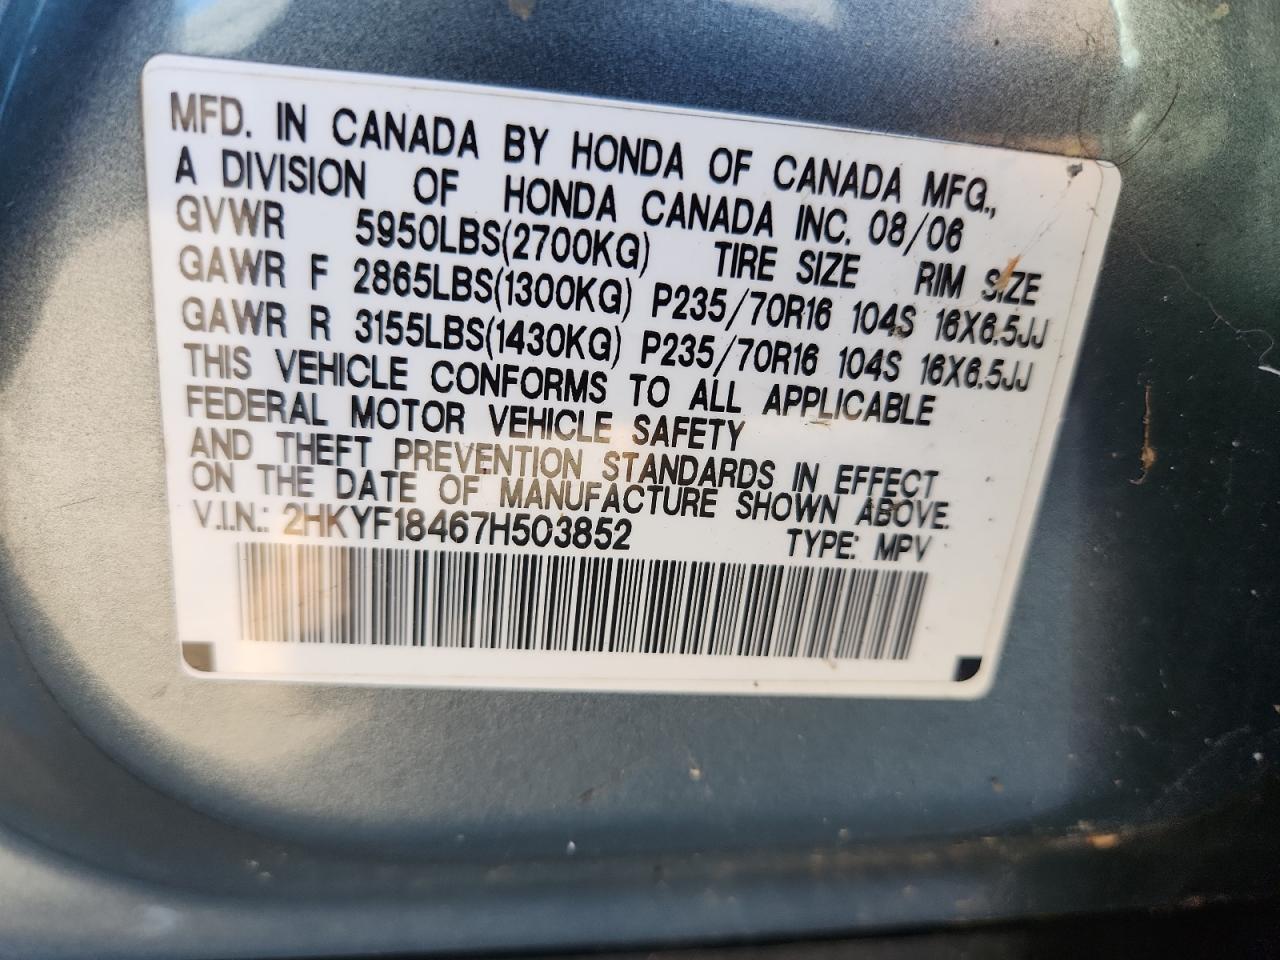 MFD. IN CANADA BY HONDA OF CANADA MFG.,
A DIVISION OF HONDA CANADA INC. 08/06
GVWR 5950LBS(2700KG) TIRE SIZE RIM SIZE
GAWR F 2865LBS(1300KG) P235/70R16 104S 16X6.5JJ
GAWR R 3155LBS(1430KG) P235/70R16 104S 16X6.5JJ
THIS VEHICLE CONFORMS TO ALL APPLICABLE
FEDERAL MOTOR VEHICLE SAFETY
AND THEFT PREVENTION STANDARDS IN EFFECT
ON THE DATE OF MANUFACTURE SHOWN ABOVE.
V.I.N.: 2HKYF18467H503852 TYPE: MPV